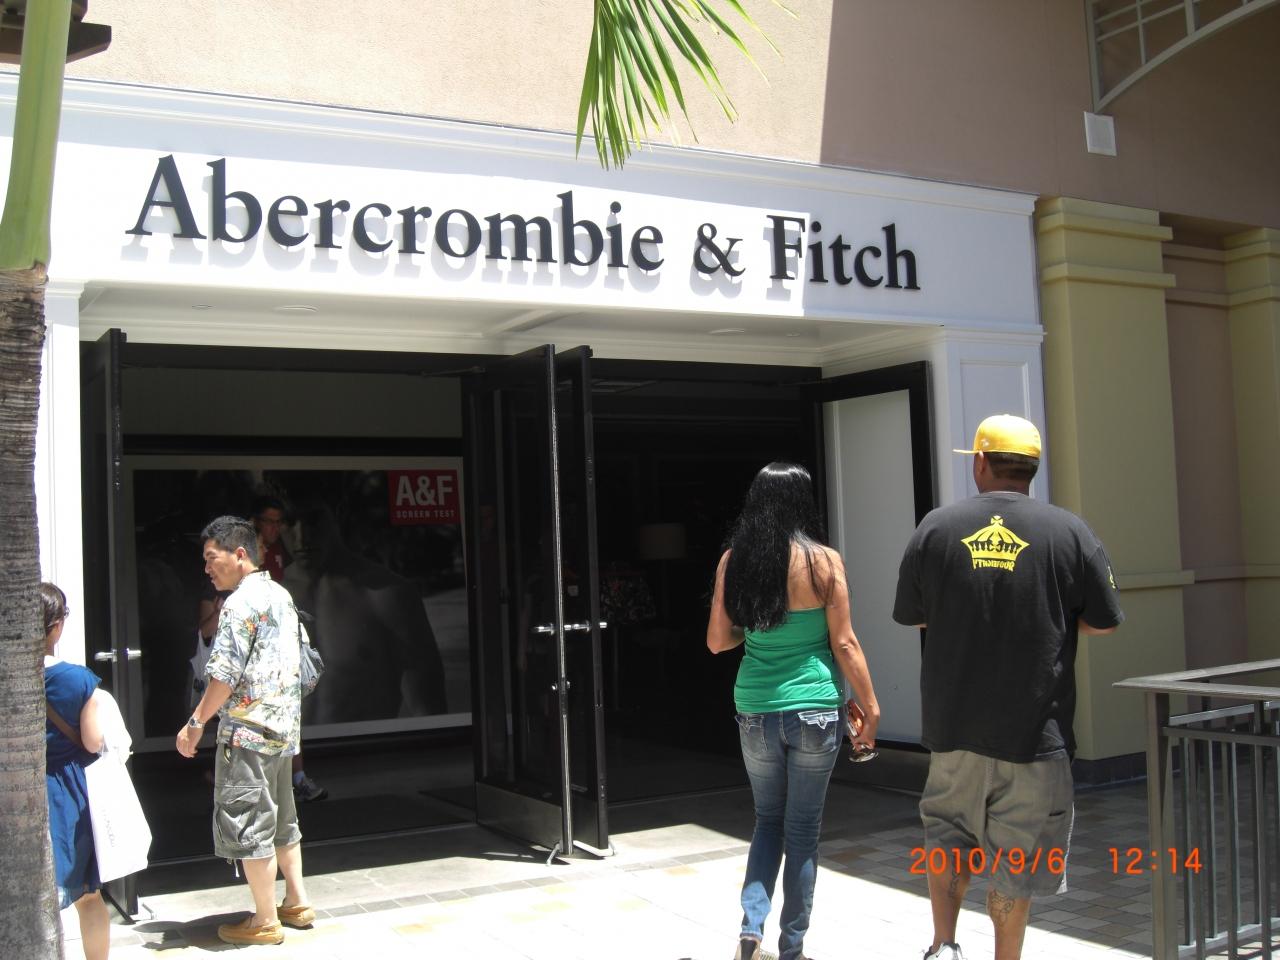 Abercrombie & Fitch
A&F
SCREEN TEST
2010/9/6 12:14